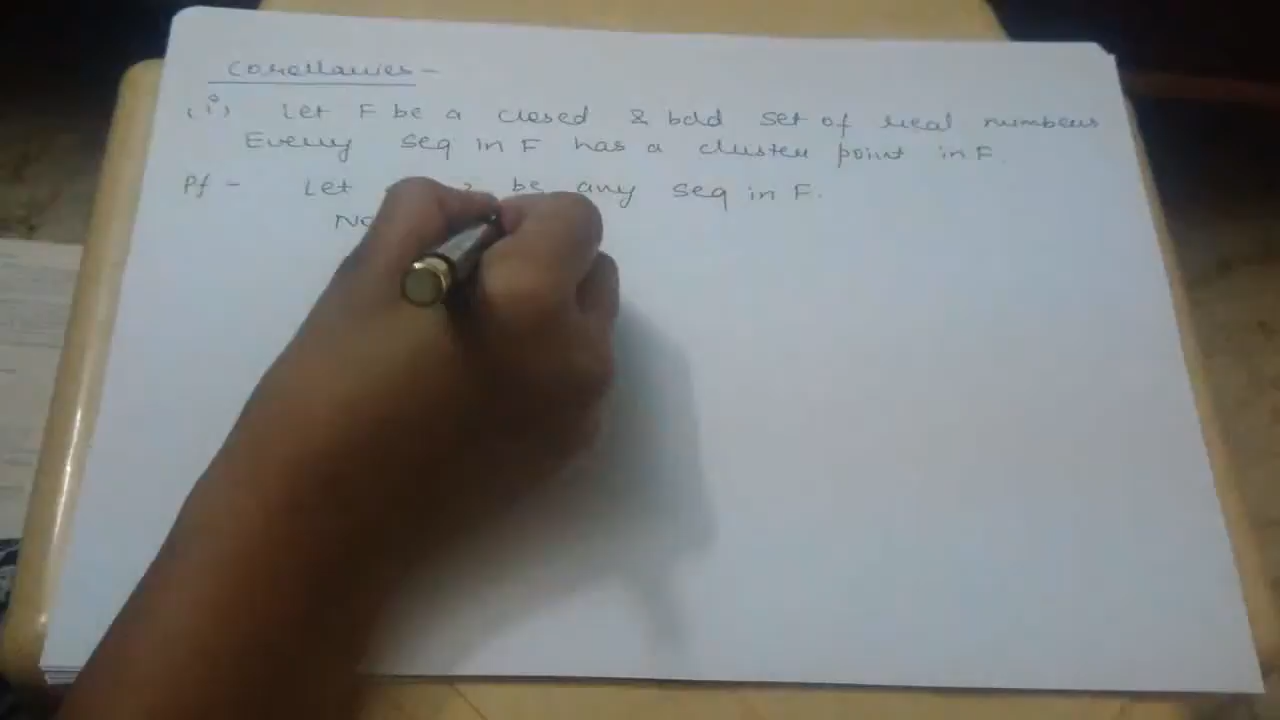 Corollaries -
(i) Let F be a closed & bdd set of real numbers
Every seq in F has a cluster point in F.
Pf - Let be any seq in F.